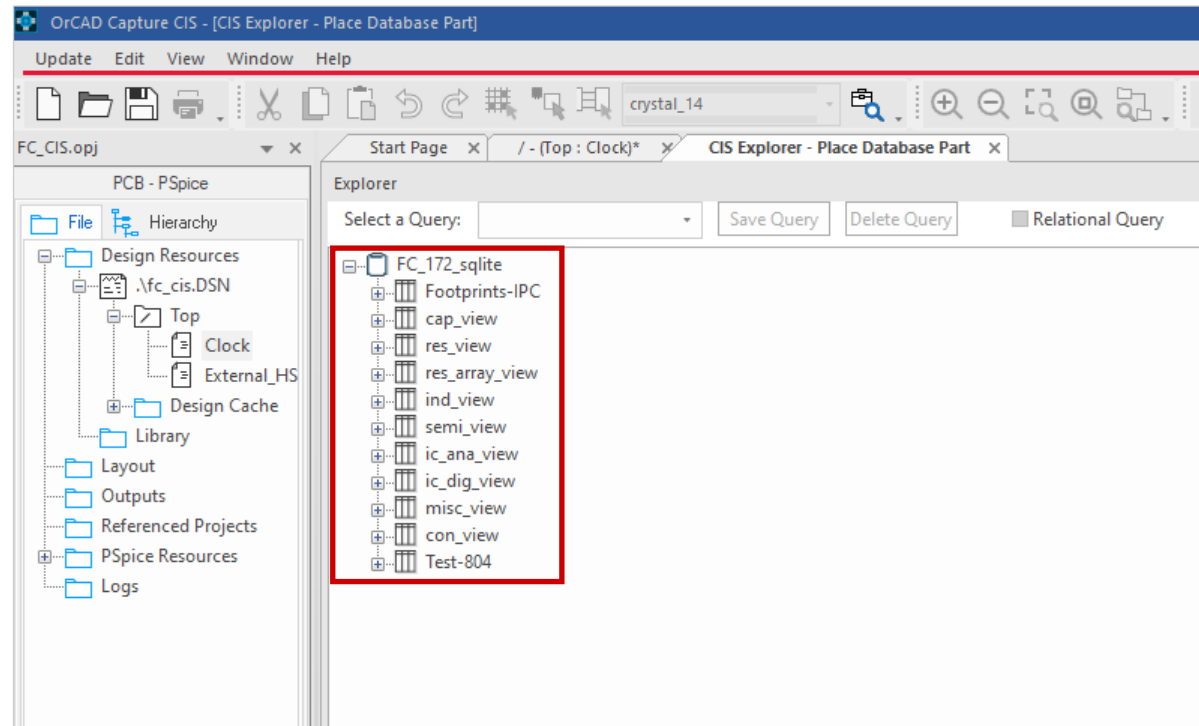 OrCAD Capture CIS - [CIS Explorer - Place Database Part]
Update Edit View Window Help
crystal_14
FC_CIS.opj
Start Page / - (Top : Clock)* CIS Explorer - Place Database Part
PCB - PSpice
Explorer
File Hierarchy
Select a Query: Save Query Delete Query Relational Query
Design Resources
.\fc_cis.DSN
Top
Clock
External_HS
Design Cache
Library
Layout
Outputs
Referenced Projects
PSpice Resources
Logs
FC_172_sqlite
Footprints-IPC
cap_view
res_view
res_array_view
ind_view
semi_view
ic_ana_view
ic_dig_view
misc_view
con_view
Test-804